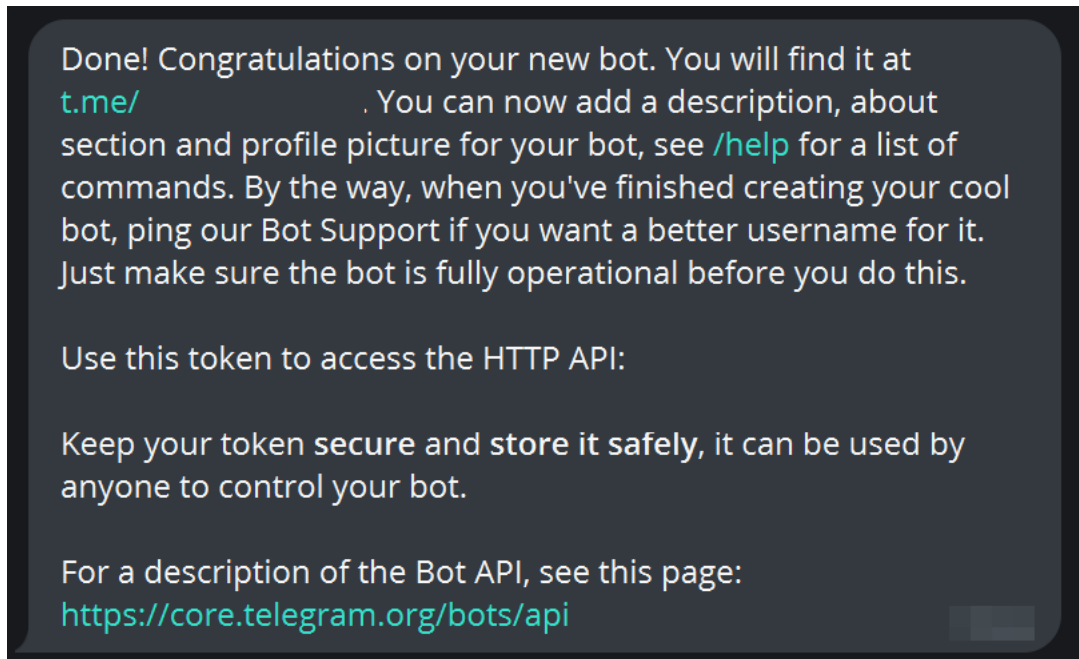 Done! Congratulations on your new bot. You will find it at
t.me/ . You can now add a description, about
section and profile picture for your bot, see /help for a list of
commands. By the way, when you've finished creating your cool
bot, ping our Bot Support if you want a better username for it.
Just make sure the bot is fully operational before you do this.
Use this token to access the HTTP API:
Keep your token secure and store it safely, it can be used by
anyone to control your bot.
For a description of the Bot API, see this page:
https://core.telegram.org/bots/api